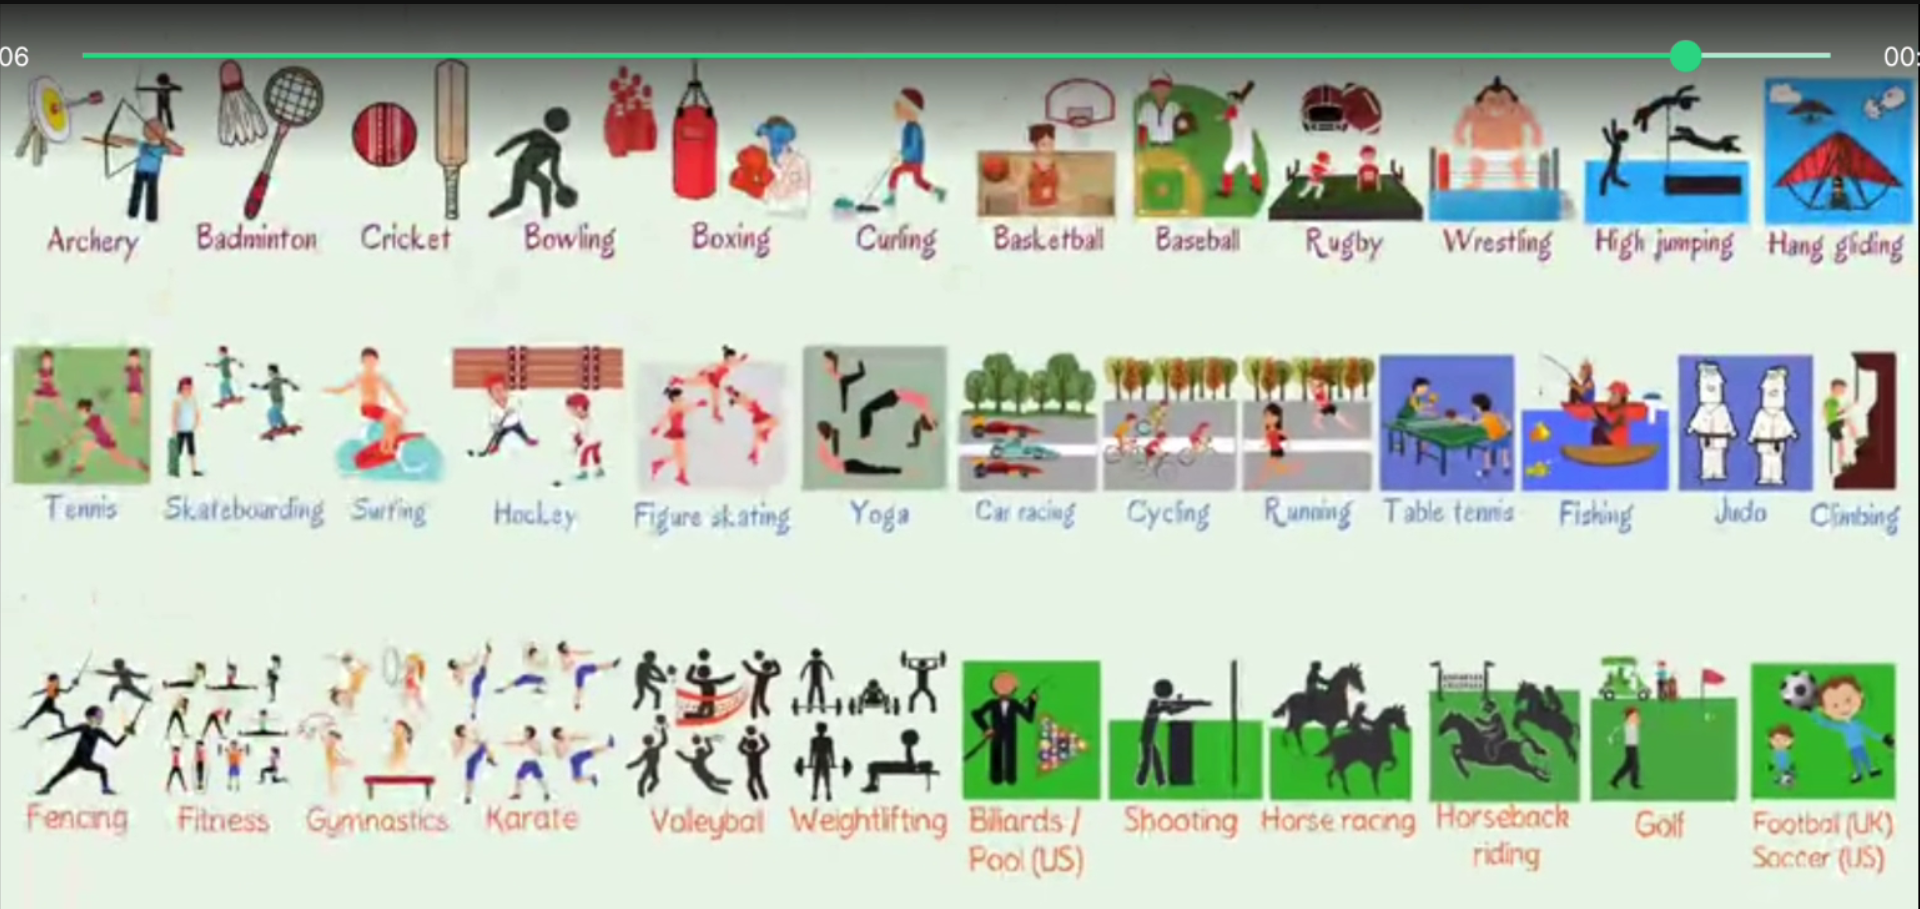 06
00:
Archery Badminton Cricket Bowling Boxing Curling Basketball Baseball Rugby Wrestling High jumping Hang gliding
Tennis Skateboarding Surfing Hockey Figure skating Yoga Car racing Cycling Running Table tennis Fishing Judo Climbing
Fencing Fitness Gymnastics Karate Volleyball Weightlifting Billiards / Shooting Horse racing Horseback Golf Football (UK)
Pool (US) riding Soccer (US)